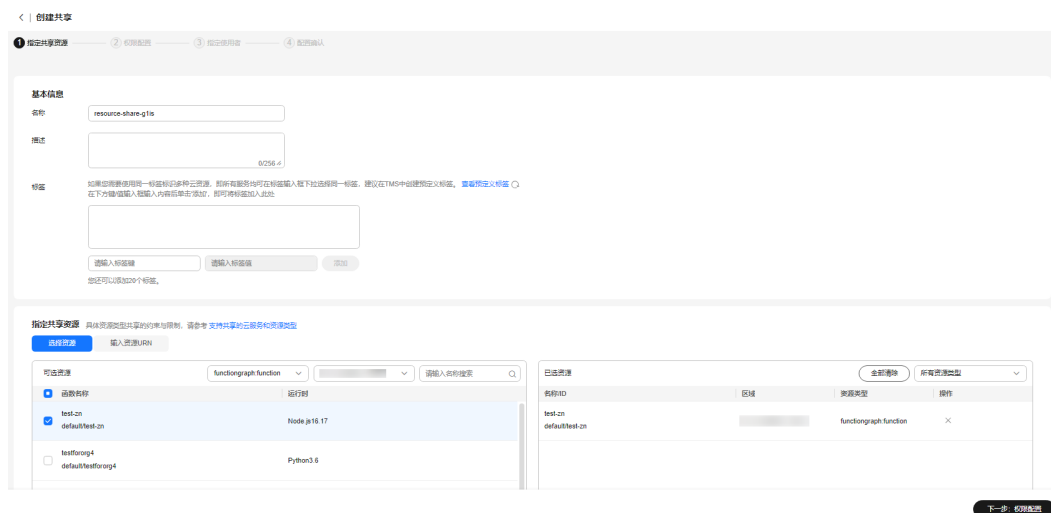 < | 创建共享
1 指定共享资源 2 权限配置 3 指定使用者 4 配置确认
基本信息
名称 resource-share-g1is
描述
0/256
标签 如果您需要使用同一标签标识多种云资源，即所有服务均可在标签输入框下拉选择同一标签，建议在TMS中创建预定义标签。 查看预定义标签
在下方键/值输入框输入内容后单击'添加'，即可将标签加入此处
请输入标签键 请输入标签值 添加
您还可以添加20个标签。
指定共享资源 具体资源类型共享的约束与限制，请参考 支持共享的云服务和资源类型
选择资源 输入资源URN
可选资源 functiongraph:function 请输入名称搜索
函数名称 运行时
test-zn
default/test-zn
Node.js16.17
testfororg4
default/testfororg4
Python3.6
已选资源 全部清除 所有资源类型
名称/ID 区域 资源类型 操作
test-zn
default/test-zn
functiongraph:function ×
下一步：权限配置